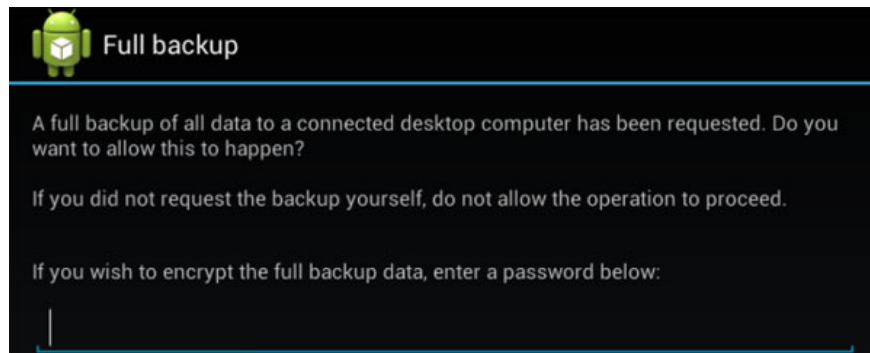 Full backup
A full backup of all data to a connected desktop computer has been requested. Do you
want to allow this to happen?
If you did not request the backup yourself, do not allow the operation to proceed.
If you wish to encrypt the full backup data, enter a password below: